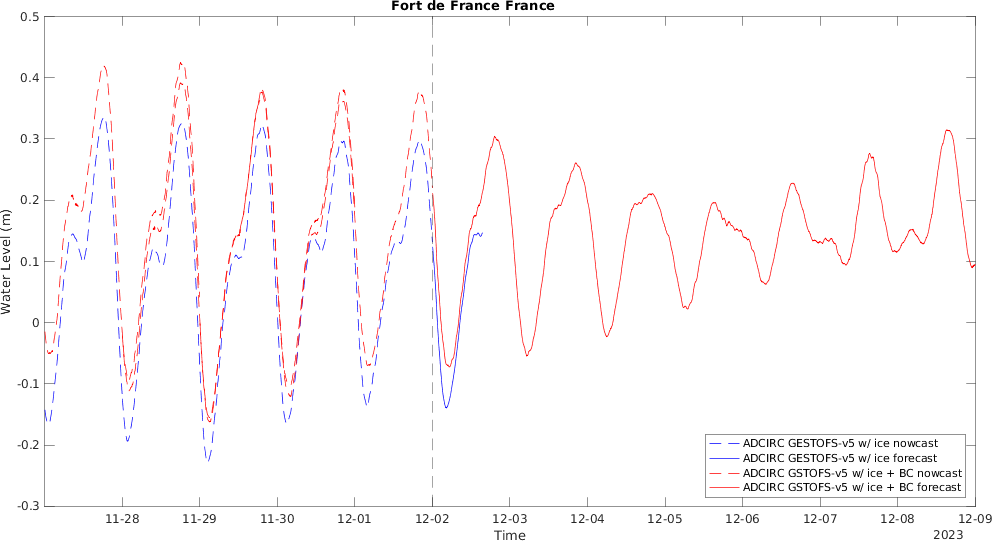 Fort de France France
0.5
0.4
0.3
0.2
0.1
0
-0.1
-0.2
-0.3
Water Level (m)
ADCIRC GESTOFS-v5 w/ ice nowcast
ADCIRC GESTOFS-v5 w/ ice forecast
ADCIRC GSTOFS-v5 w/ ice + BC nowcast
ADCIRC GSTOFS-v5 w/ ice + BC forecast
11-28 11-29 11-30 12-01 12-02 12-03 12-04 12-05 12-06 12-07 12-08 12-09
Time
2023